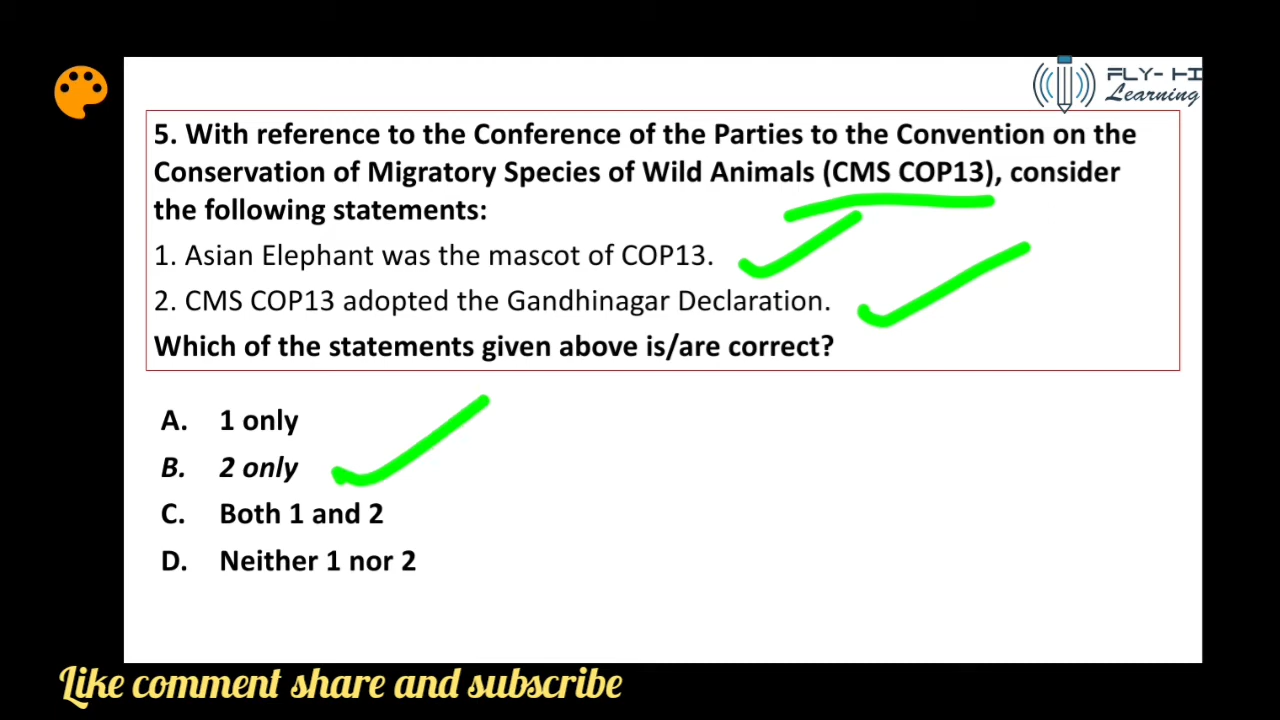 FLY- HI
Learning
5. With reference to the Conference of the Parties to the Convention on the
Conservation of Migratory Species of Wild Animals (CMS COP13), consider
the following statements:
1. Asian Elephant was the mascot of COP13.
2. CMS COP13 adopted the Gandhinagar Declaration.
Which of the statements given above is/are correct?
A. 1 only
B. 2 only
C. Both 1 and 2
D. Neither 1 nor 2
Like comment share and subscribe